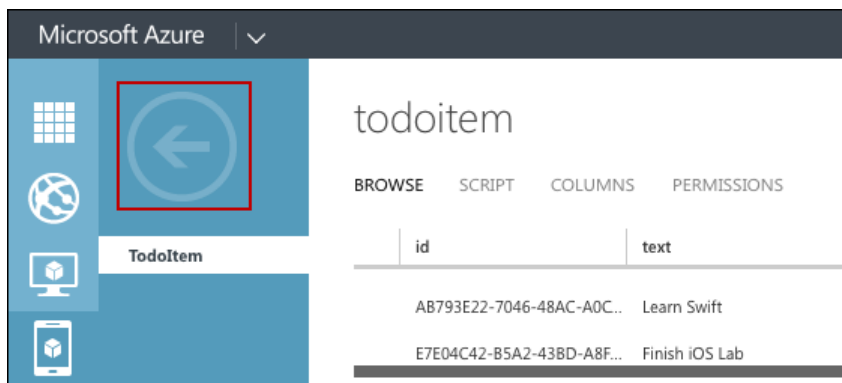 Microsoft Azure
todoitem
BROWSE SCRIPT COLUMNS PERMISSIONS
TodoItem
id text
AB793E22-7046-48AC-A0C... Learn Swift
E7E04C42-B5A2-43BD-A8F... Finish iOS Lab